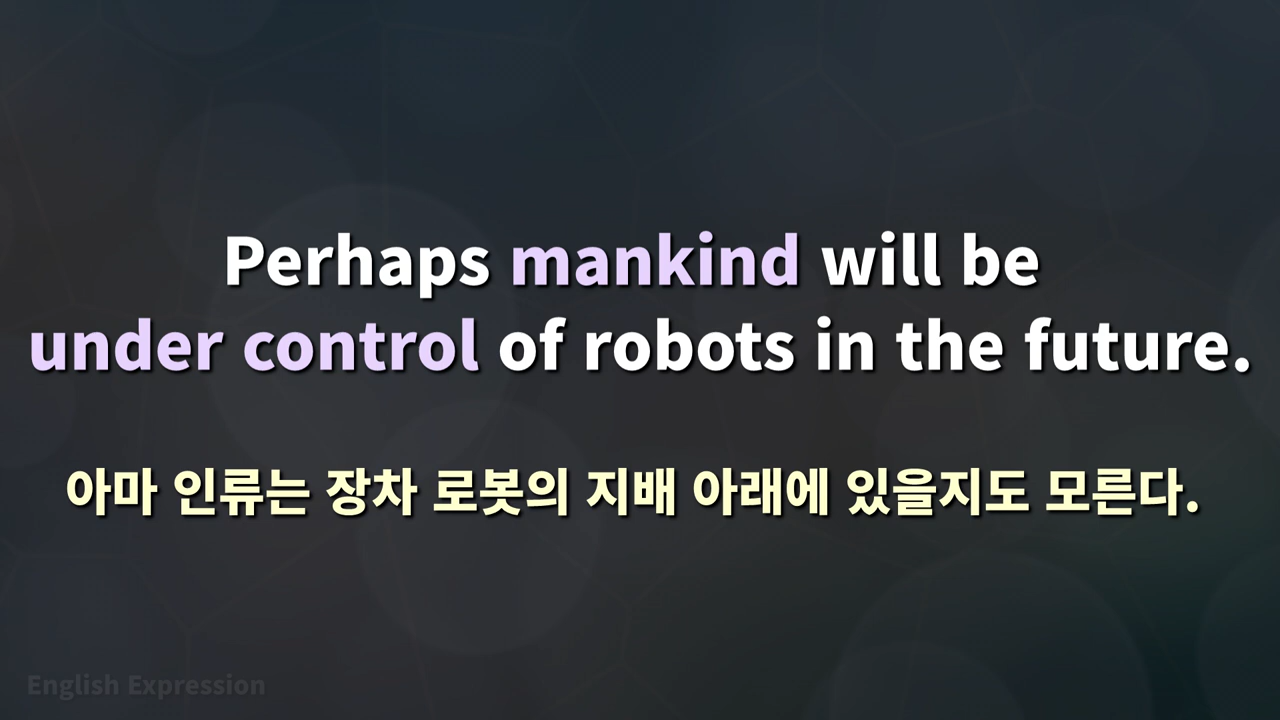 Perhaps mankind will be
under control of robots in the future.
아마 인류는 장차 로봇의 지배 아래에 있을지도 모른다.
English Expression